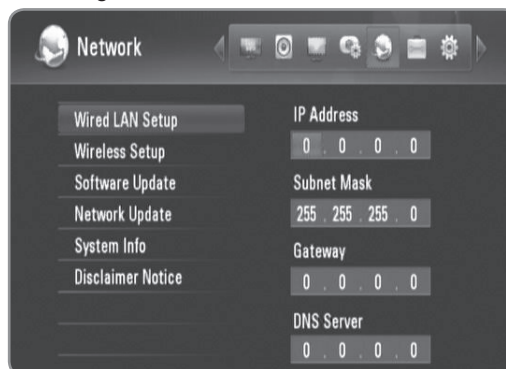 Network
Wired LAN Setup
Wireless Setup
Software Update
Network Update
System Info
Disclaimer Notice
IP Address
0 . 0 . 0 . 0
Subnet Mask
255 . 255 . 255 . 0
Gateway
0 . 0 . 0 . 0
DNS Server
0 . 0 . 0 . 0